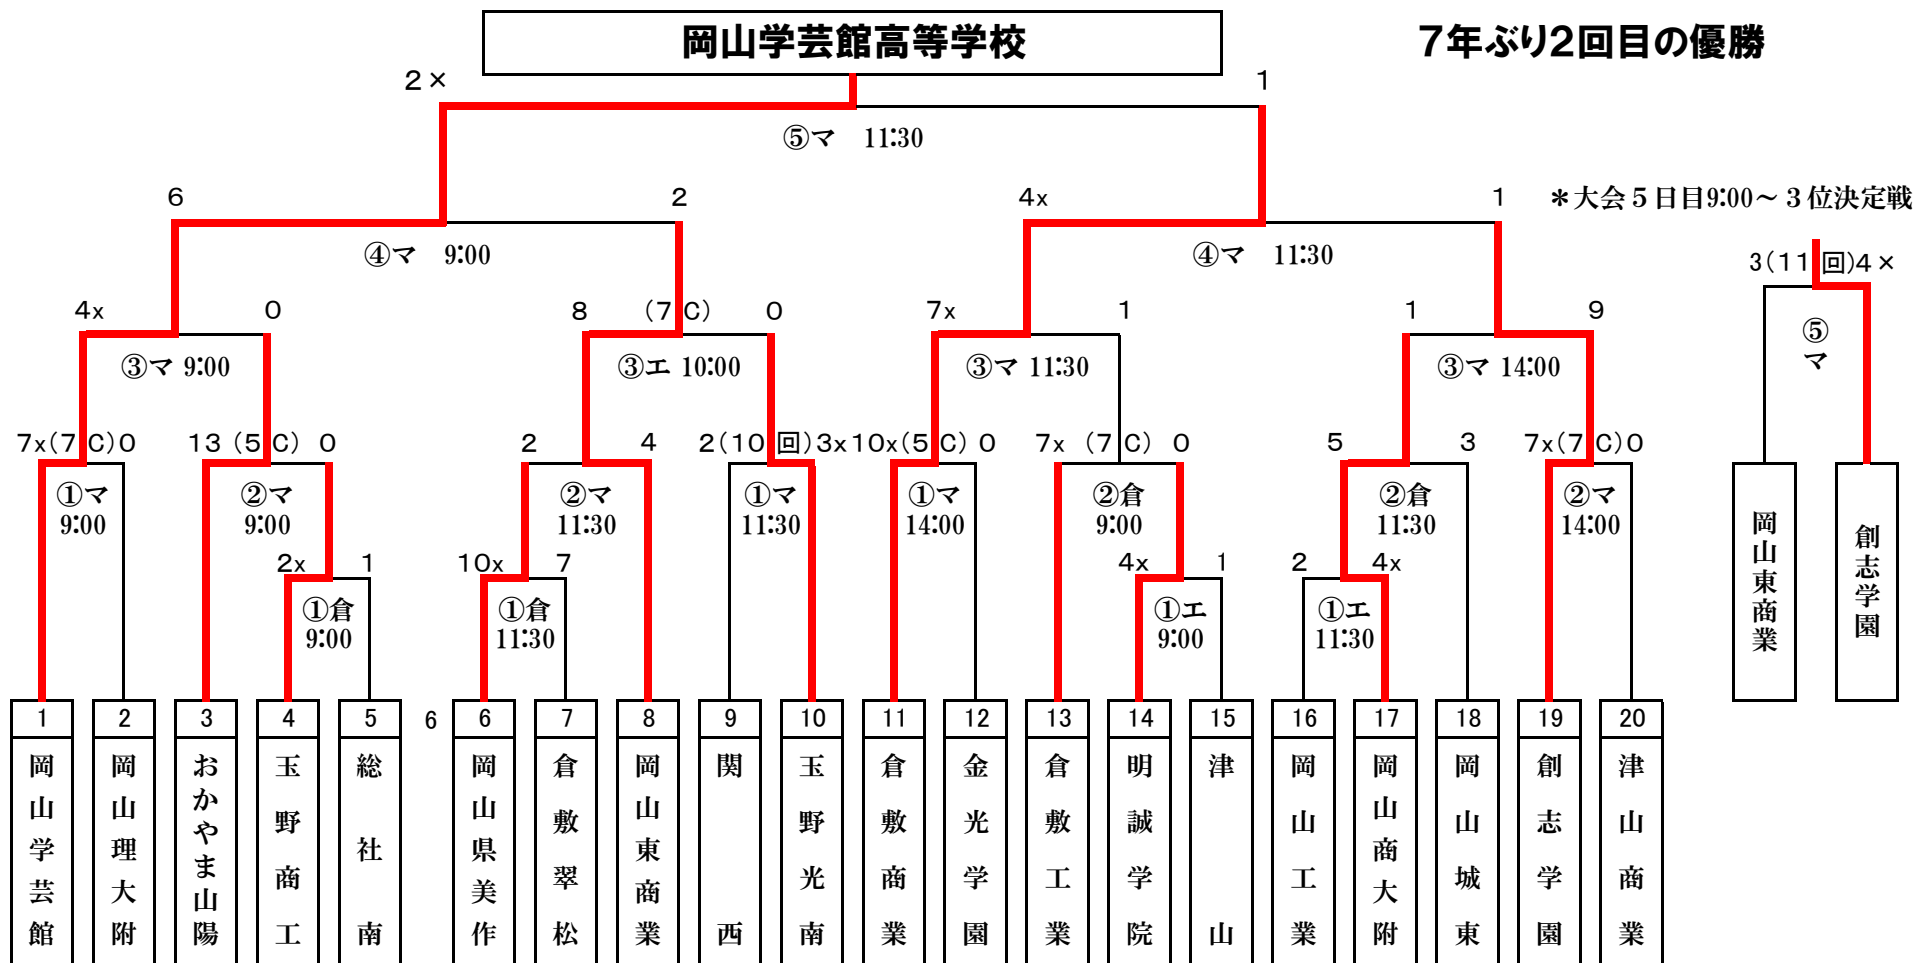 岡山学芸館高等学校
7年ぶり2回目の優勝
2× 1
⑤マ 11:30
6 2 4x 1
*大会5日目9:00~3位決定戦
④マ 9:00 ④マ 11:30
3(11回)4×
4x 0 8 (7C) 0 7x 1 1 9
⑤
マ
③マ 9:00 ③エ 10:00 ③マ 11:30 ③マ 14:00
7x(7C)0 13(5C)0 2 4 2(10回)3x 10x(5C)0 7x(7C)0 5 3 7x(7C)0
①マ ②マ ②マ ①マ ①マ ②倉 ②倉 ②マ
9:00 9:00 11:30 11:30 14:00 9:00 11:30 14:00
岡山東商業
創志学園
2x 1 10x 7 4x 1 2 4x
①倉 ①倉 ①エ ①エ
9:00 11:30 9:00 11:30
1 2 3 4 5 6 6 7 8 9 10 11 12 13 14 15 16 17 18 19 20
岡山学芸館
岡山理大附
おかやま山陽
玉野商工
総社南
岡山県美作
倉敷翠松
岡山東商業
関西
玉野光南
倉敷商業
金光学園
倉敷工業
明誠学院
津山
岡山工業
岡山商大附
岡山城東
創志学園
津山商業